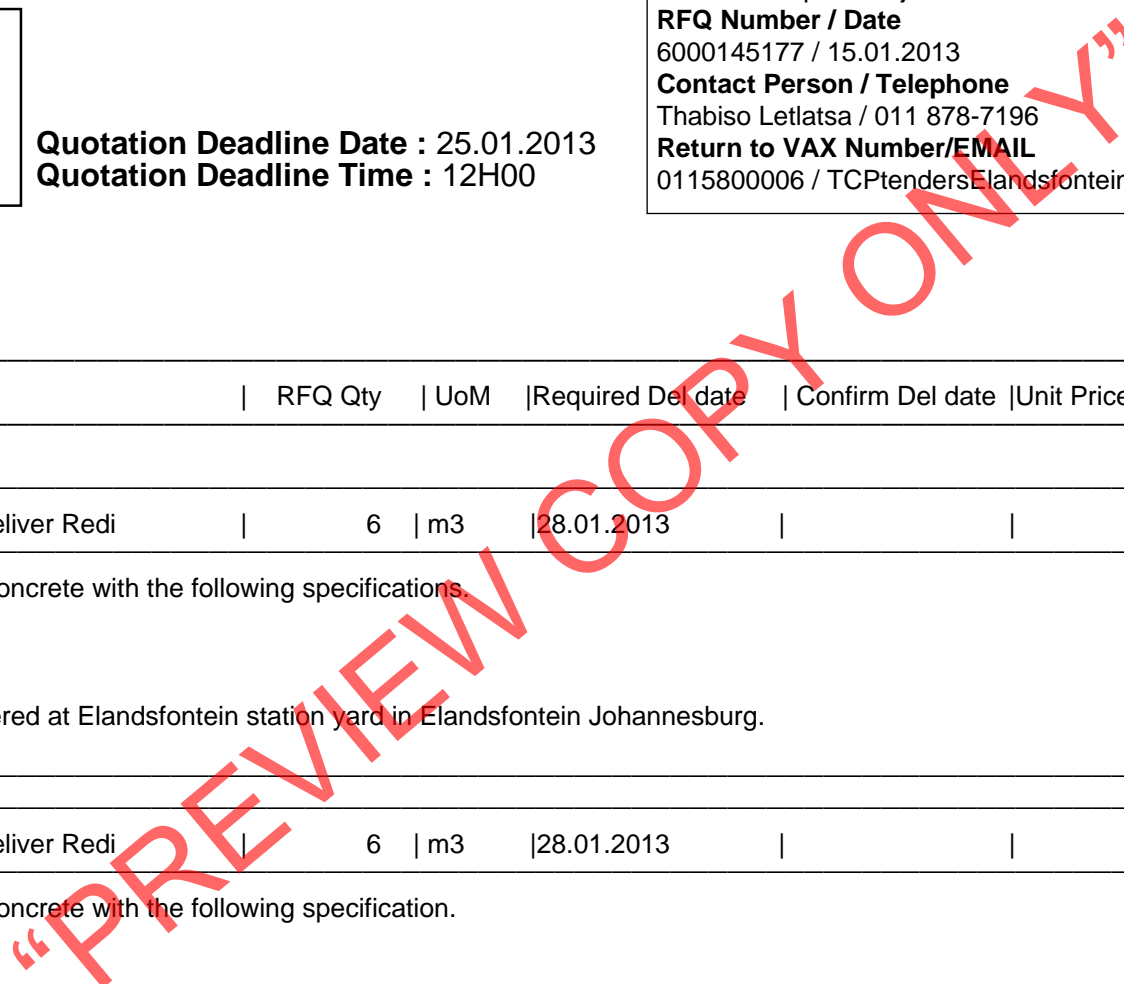 RFQ Number / Date
6000145177 / 15.01.2013
Contact Person / Telephone
Thabiso Letlatsa / 011 878-7196
Return to VAX Number/EMAIL
0115800006 / TCPtendersElandsfontein
Quotation Deadline Date : 25.01.2013
Quotation Deadline Time : 12H00
| RFQ Qty | UoM |Required Del date | Confirm Del date |Unit Price
eliver Redi | 6 | m3 |28.01.2013 | |
oncrete with the following specifications.
ered at Elandsfontein station yard in Elandsfontein Johannesburg.
eliver Redi | 6 | m3 |28.01.2013 | |
oncrete with the following specification.
“PREVIEW COPY ONLY”